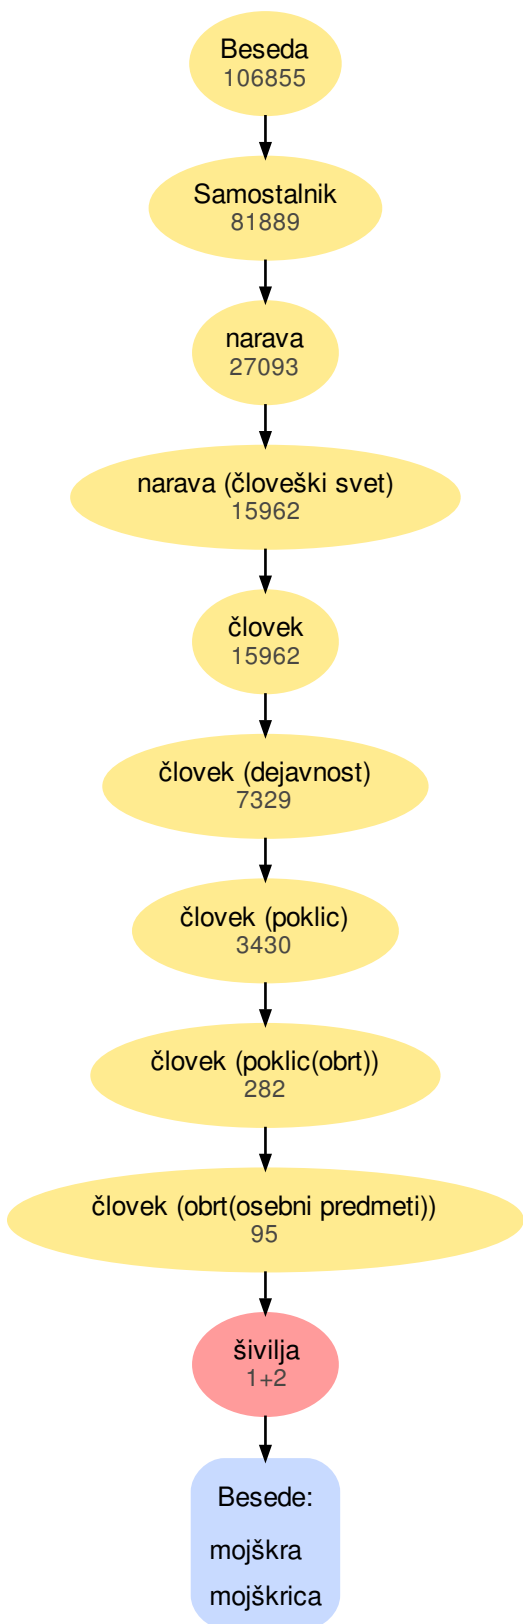 Beseda
106855
Samostalnik
81889
narava
27093
narava (človeški svet)
15962
človek
15962
človek (dejavnost)
7329
človek (poklic)
3430
človek (poklic(obrt))
282
človek (obrt(osebni predmeti))
95
šivilja
1+2
Besede:
mojškra
mojškrica